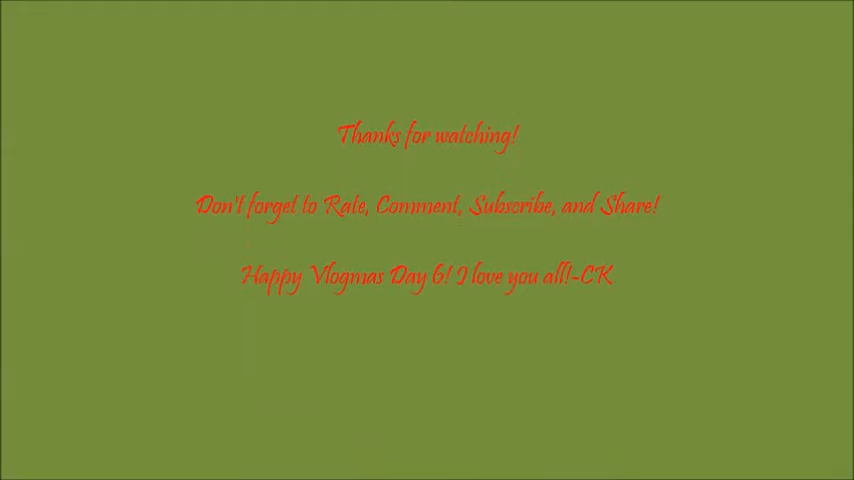 Thanks for watching!
Don't forget to Rate, Comment, Subscribe, and Share!
Happy Vlogmas Day 6! I love you all!-CK